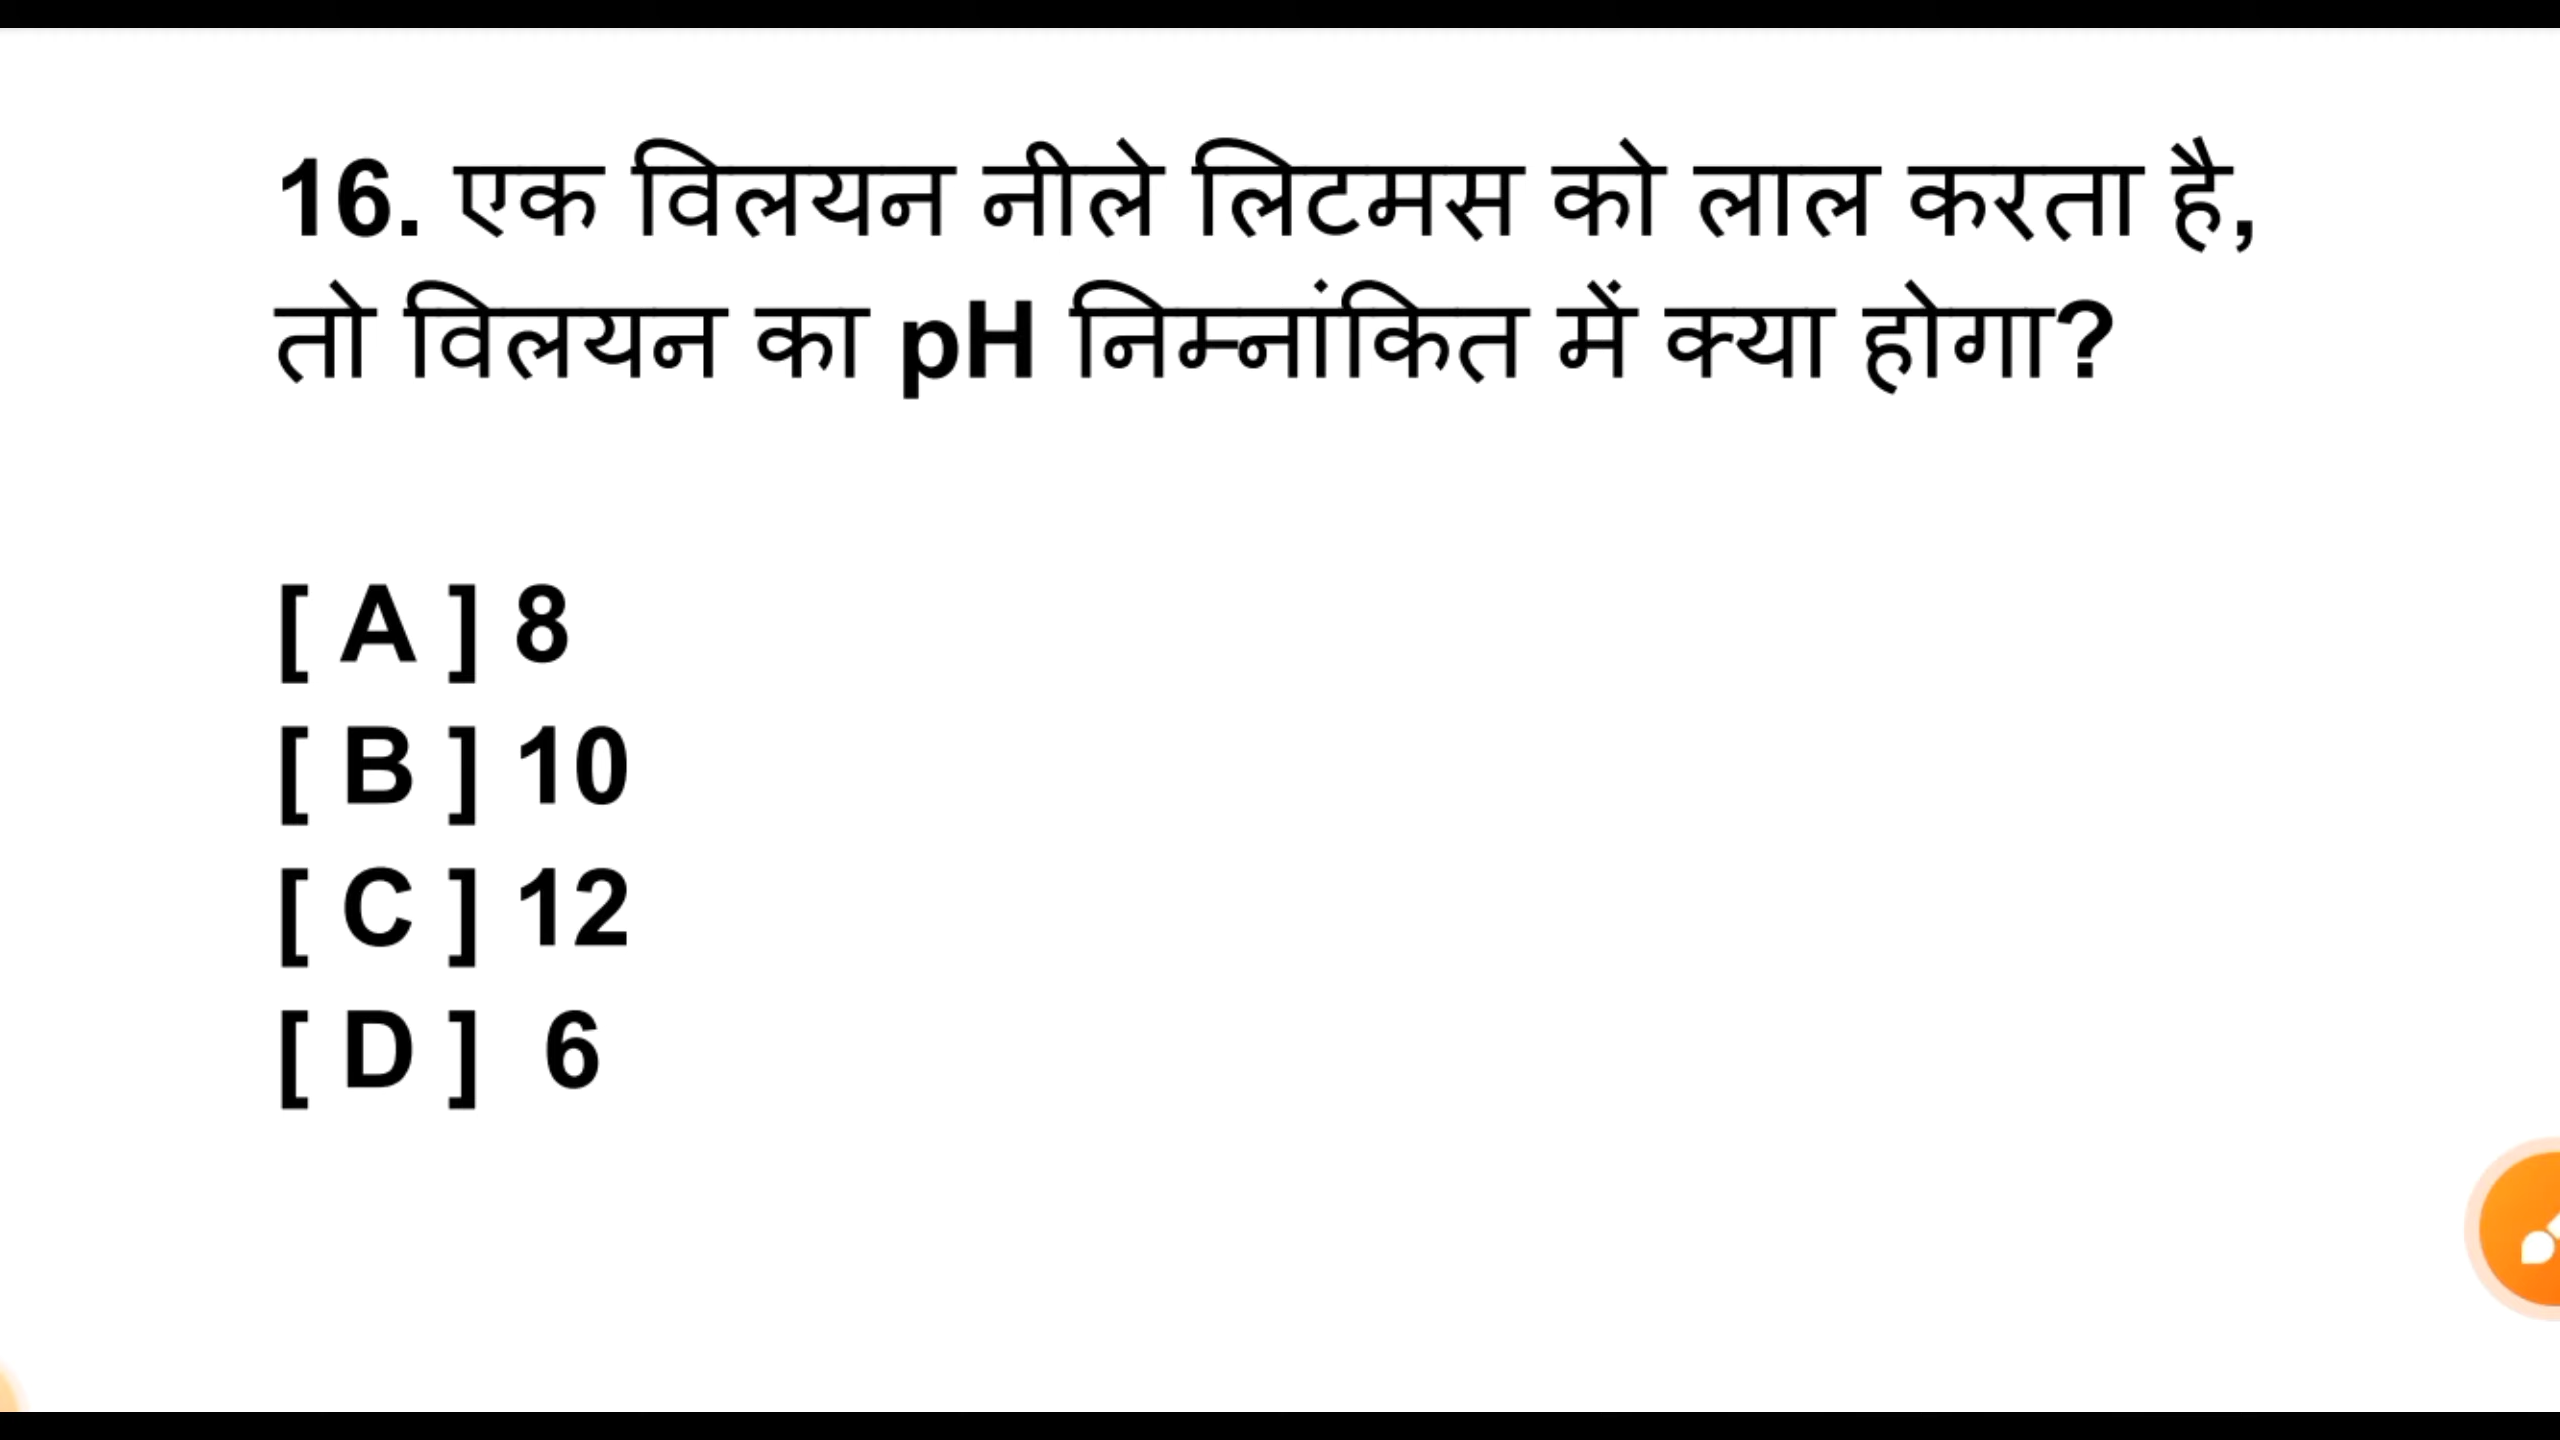 16. एक विलयन नीले लिटमस को लाल करता है,
तो विलयन का pH निम्नांकित में क्या होगा?
[ A ] 8
[ B ] 10
[ C ] 12
[ D ] 6